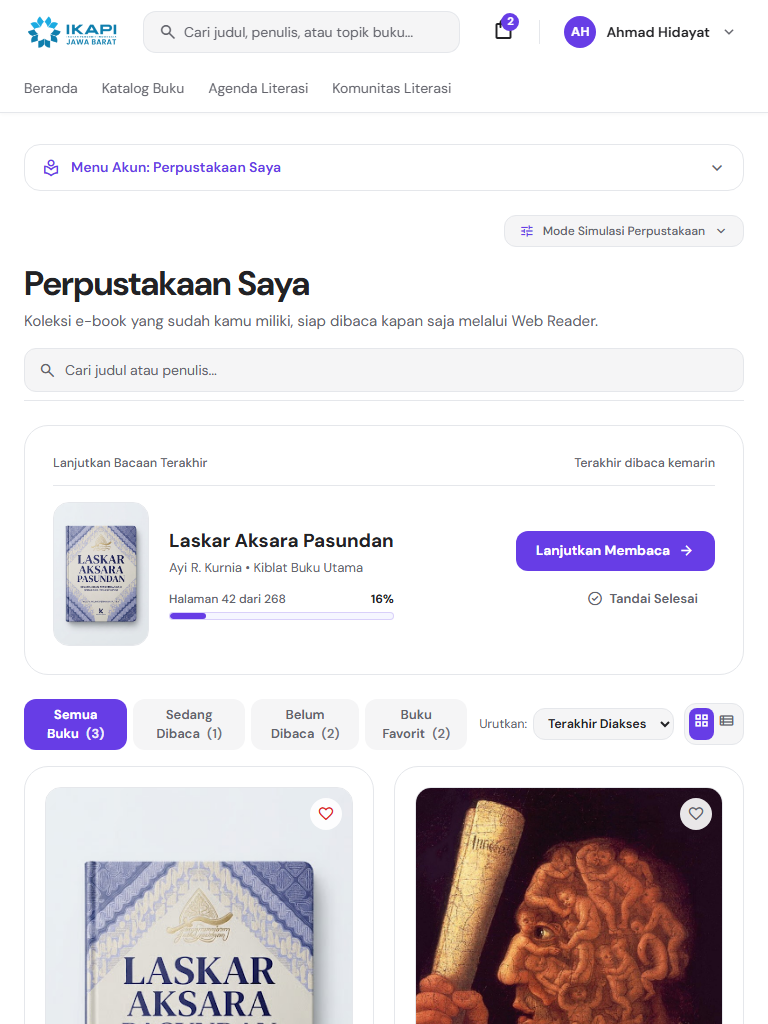 IKAPI
JAWA BARAT
Cari judul, penulis, atau topik buku...
2
AH
Ahmad Hidayat
Beranda
Katalog Buku
Agenda Literasi
Komunitas Literasi
Menu Akun: Perpustakaan Saya
Mode Simulasi Perpustakaan
Perpustakaan Saya
Koleksi e-book yang sudah kamu miliki, siap dibaca kapan saja melalui Web Reader.
Cari judul atau penulis...
Lanjutkan Bacaan Terakhir
Terakhir dibaca kemarin
LASKAR
AKSARA
PASUNDAN
K
Laskar Aksara Pasundan
Ayi R. Kurnia • Kiblat Buku Utama
Halaman 42 dari 268
16%
Lanjutkan Membaca
Tandai Selesai
Semua
Buku (3)
Sedang
Dibaca (1)
Belum
Dibaca (2)
Buku
Favorit (2)
Urutkan:
Terakhir Diakses
LASKAR
AKSARA
PASUNDAN